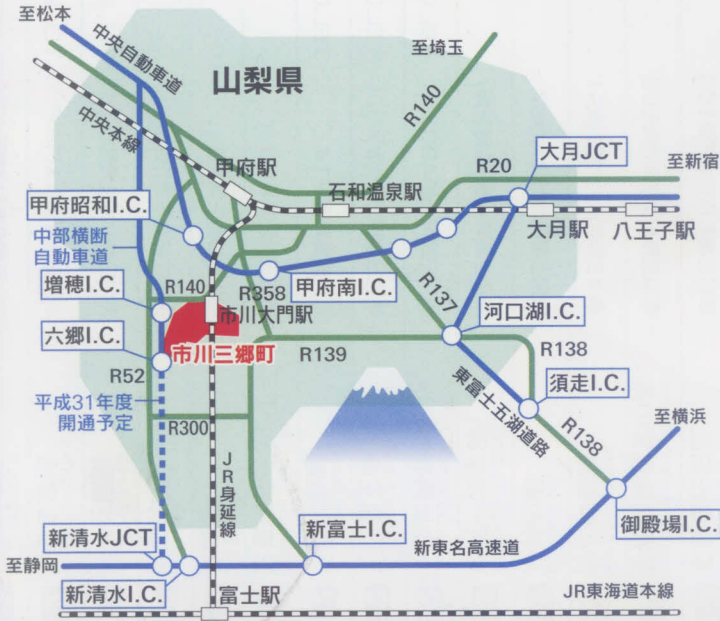 至松本
中央自動車道
至埼玉
山梨県
R140
中央本線
甲府駅
R20
大月JCT
至新宿
石和温泉駅
甲府昭和I.C.
大月駅
八王子駅
中部横断
自動車道
増穂I.C.
R140
R358
甲府南I.C.
R137
市川大門駅
河口湖I.C.
六郷I.C.
市川三郷町
R139
R138
R52
須走I.C.
平成31年度
開通予定
東富士五湖道路
R300
R138
至横浜
JR身延線
御殿場I.C.
新清水JCT
新富士I.C.
新東名高速道
至静岡
新清水I.C.
富士駅
JR東海道本線